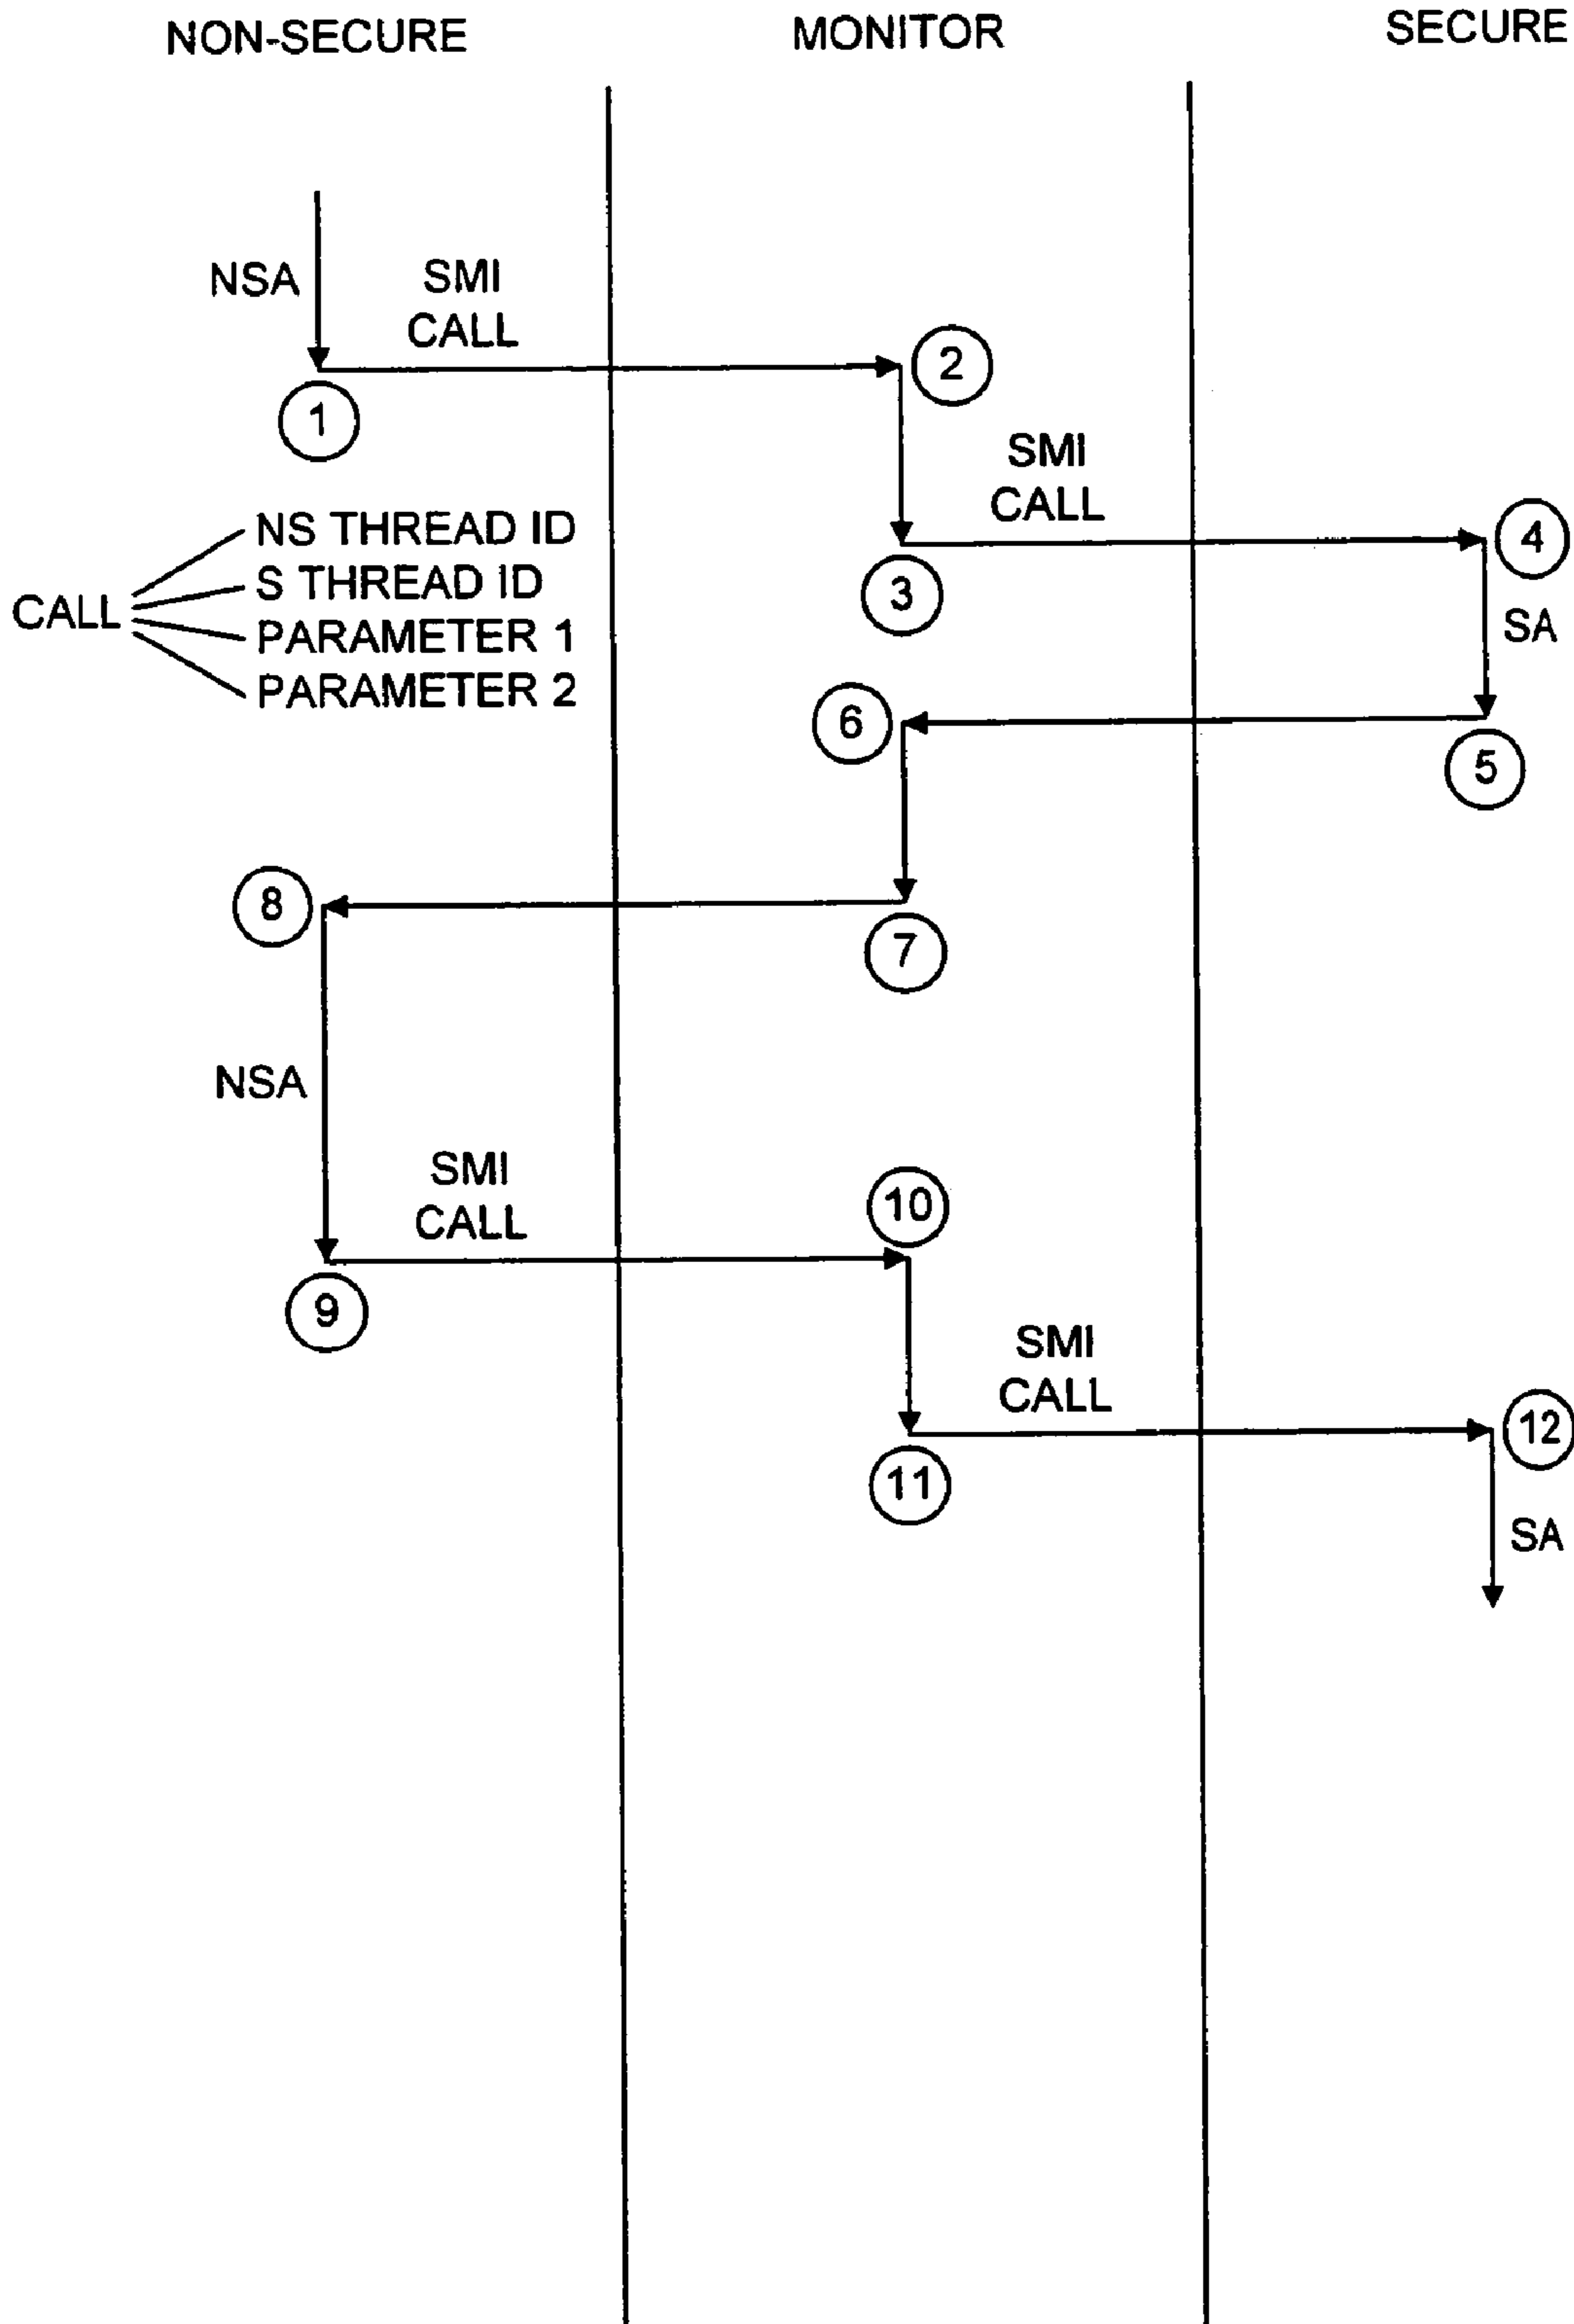 NON-SECURE
MONITOR
SECURE
NSA
SMI
CALL
1
2
SMI
CALL
3
4
SA
CALL
NS THREAD ID
S THREAD ID
PARAMETER 1
PARAMETER 2
6
5
8
7
NSA
SMI
CALL
10
9
SMI
CALL
12
11
SA